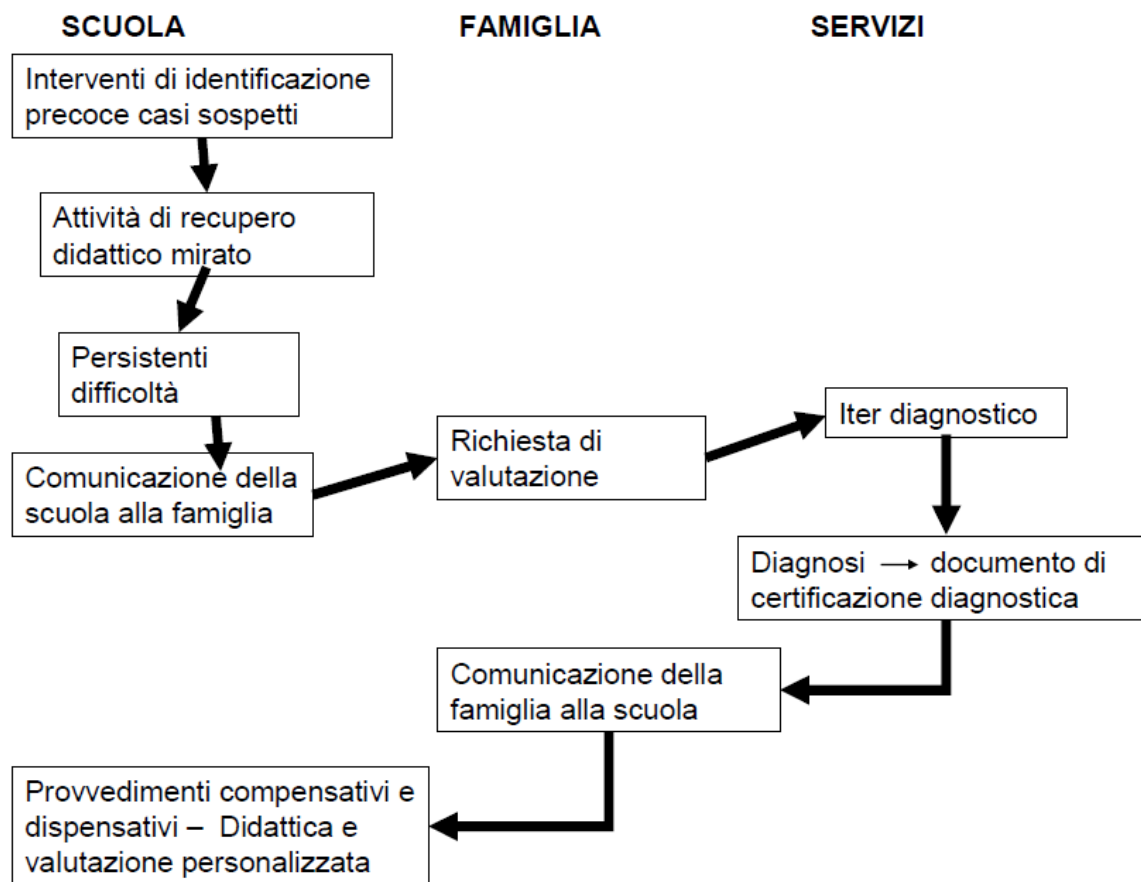 SCUOLA
FAMIGLIA
SERVIZI
Interventi di identificazione
precoce casi sospetti
Attività di recupero
didattico mirato
Persistenti
difficoltà
Comunicazione della
scuola alla famiglia
Richiesta di
valutazione
Iter diagnostico
Diagnosi → documento di
certificazione diagnostica
Comunicazione della
famiglia alla scuola
Provvedimenti compensativi e
dispensativi – Didattica e
valutazione personalizzata